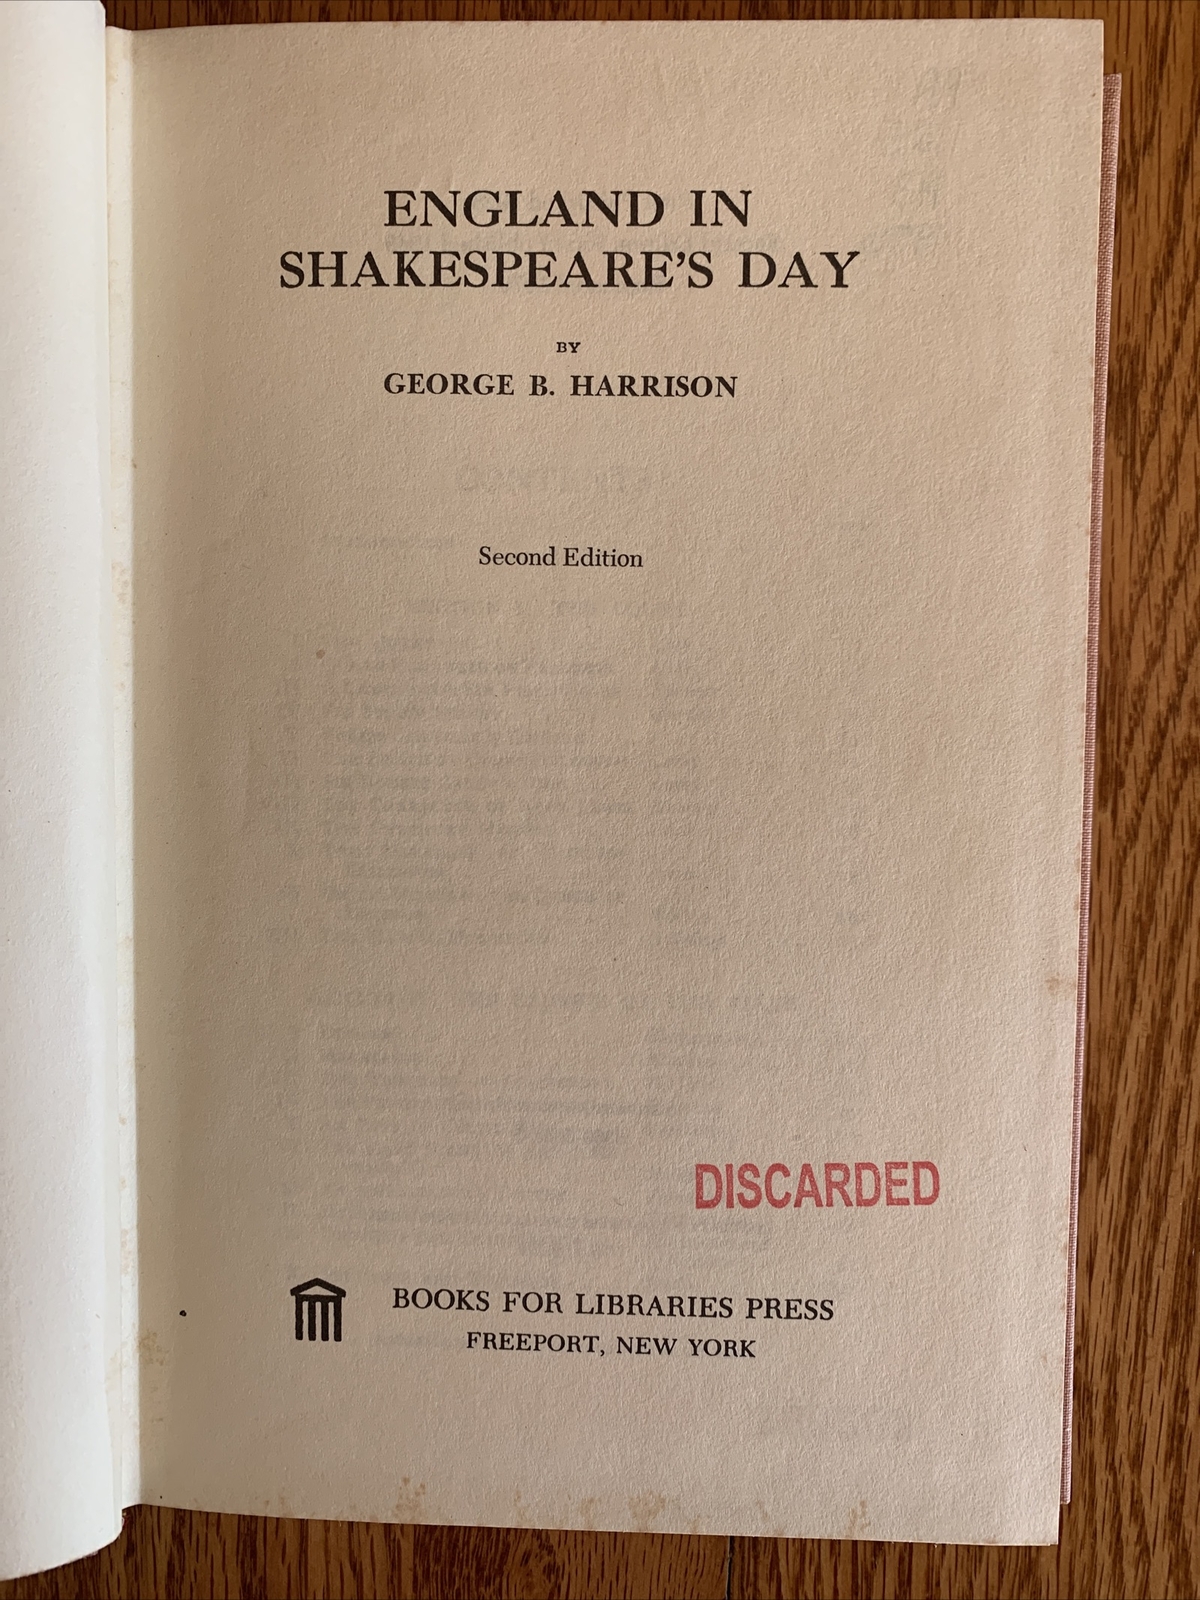 ENGLAND IN
SHAKESPEARE'S DAY
BY
GEORGE B. HARRISON
Second Edition
DISCARDED
BOOKS FOR LIBRARIES PRESS
FREEPORT, NEW YORK